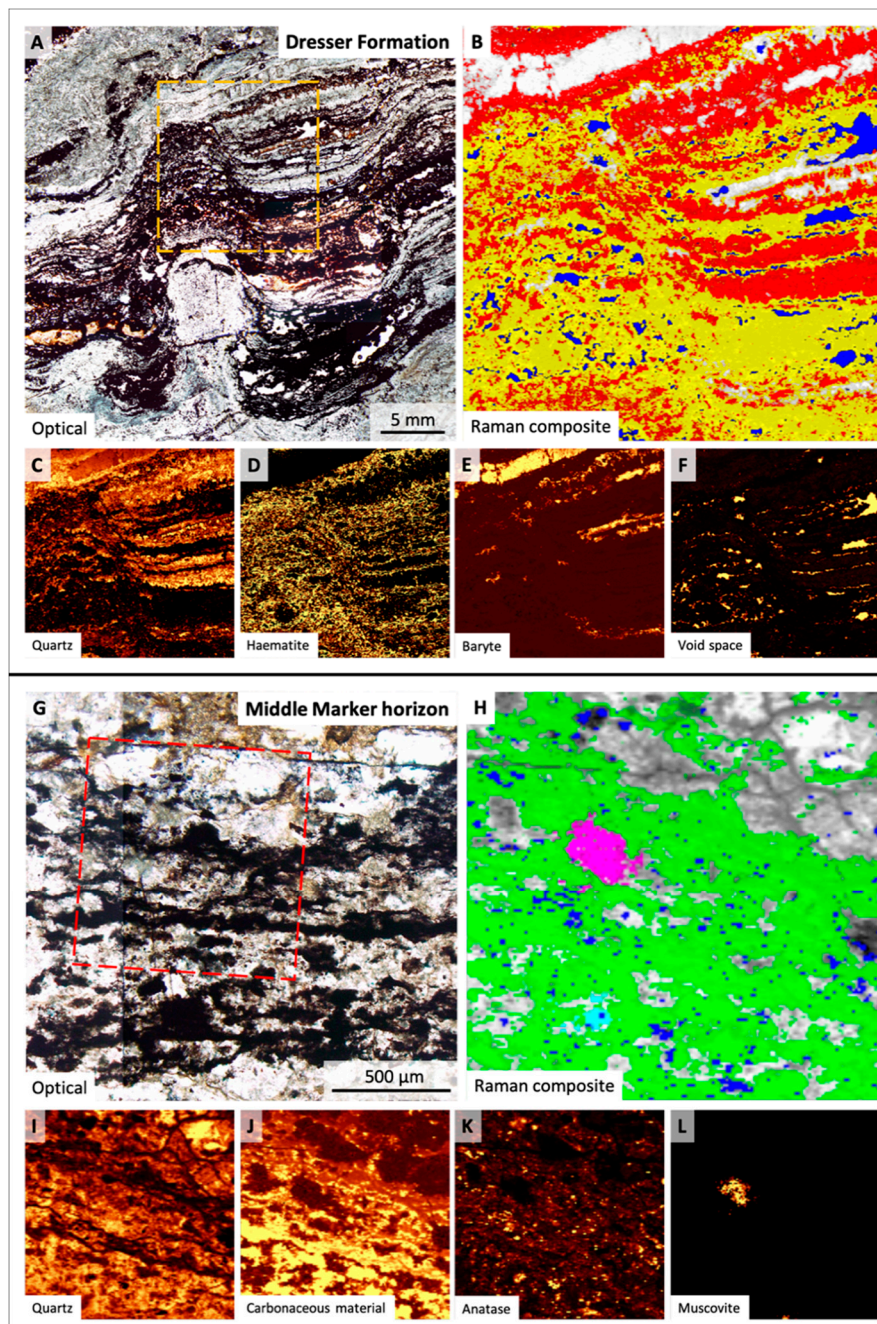 A
Dresser Formation
B
Optical
5 mm
Raman composite
C
D
E
F
Quartz
Haematite
Baryte
Void space
G
Middle Marker horizon
H
Optical
500 µm
Raman composite
I
J
K
L
Quartz
Carbonaceous material
Anatase
Muscovite